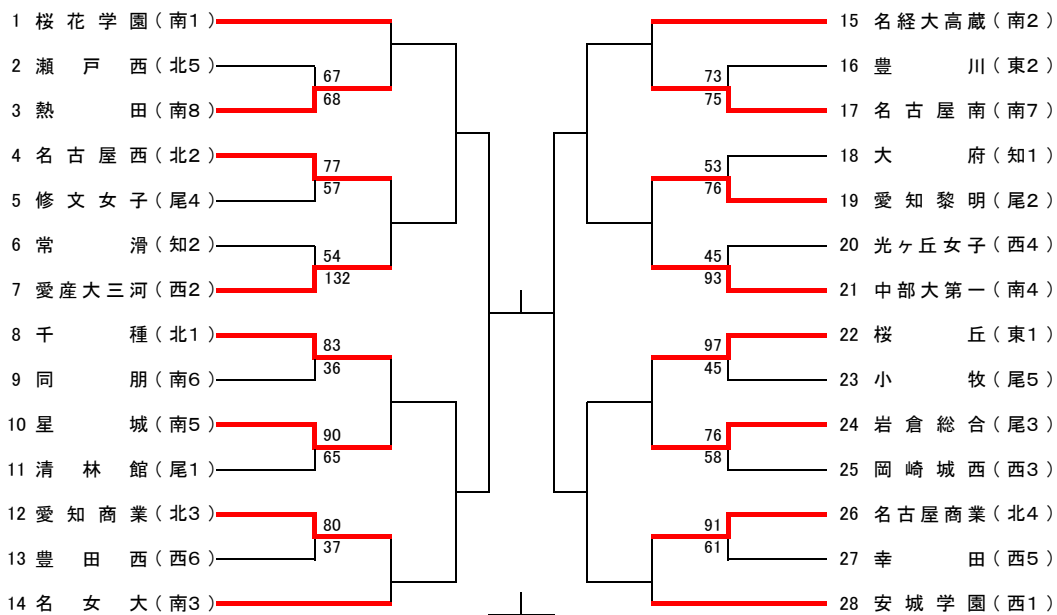 1 桜花学園(南1)
2 瀬戸西(北5)
67
68
3 熱田(南8)
4 名古屋西(北2)
77
57
5 修文女子(尾4)
6 常滑(知2)
54
132
7 愛産大三河(西2)
8 千種(北1)
83
36
9 同朋(南6)
10 星城(南5)
90
65
11 清林館(尾1)
12 愛知商業(北3)
80
37
13 豊田西(西6)
14 名女大(南3)
15 名経大高蔵(南2)
16 豊川(東2)
73
75
17 名古屋南(南7)
18 大府(知1)
53
76
19 愛知黎明(尾2)
20 光ヶ丘女子(西4)
45
93
21 中部大第一(南4)
22 桜丘(東1)
97
45
23 小牧(尾5)
24 岩倉総合(尾3)
76
58
25 岡崎城西(西3)
26 名古屋商業(北4)
91
61
27 幸田(西5)
28 安城学園(西1)